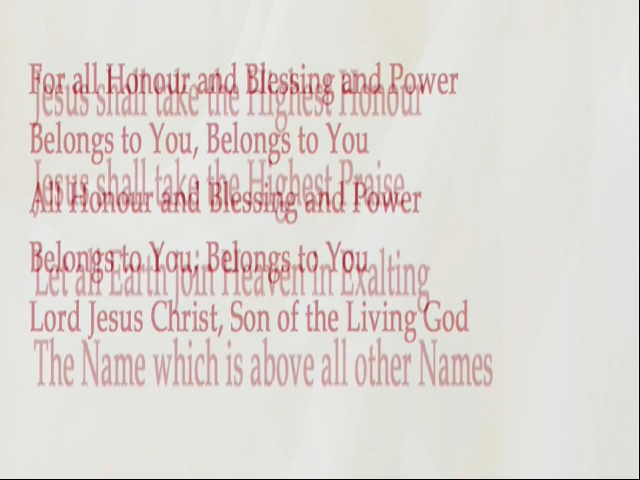 For all Honour and Blessing and Power
Jesus shall take the Highest Honour
Belongs to You, Belongs to You
Jesus shall take the Highest Praise
All Honour and Blessing and Power
Belongs to You, Belongs to You
Let all Earth join Heaven in Exalting
Lord Jesus Christ, Son of the Living God
The Name which is above all other Names